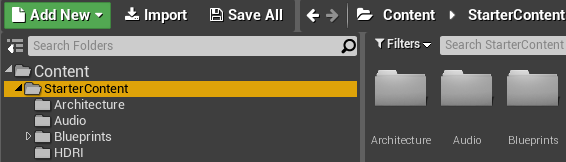 Add New Import Save All Content StarterContent
Search Folders Filters Search StarterContent
Content
StarterContent
Architecture
Audio
Blueprints
HDRI
Architecture Audio Blueprints